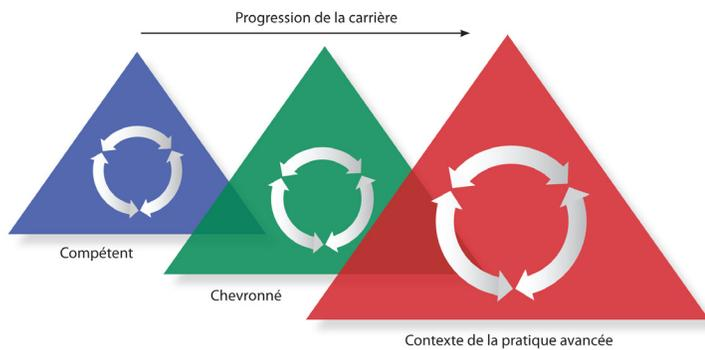 Progression de la carrière
Compétent
Chevronné
Contexte de la pratique avancée